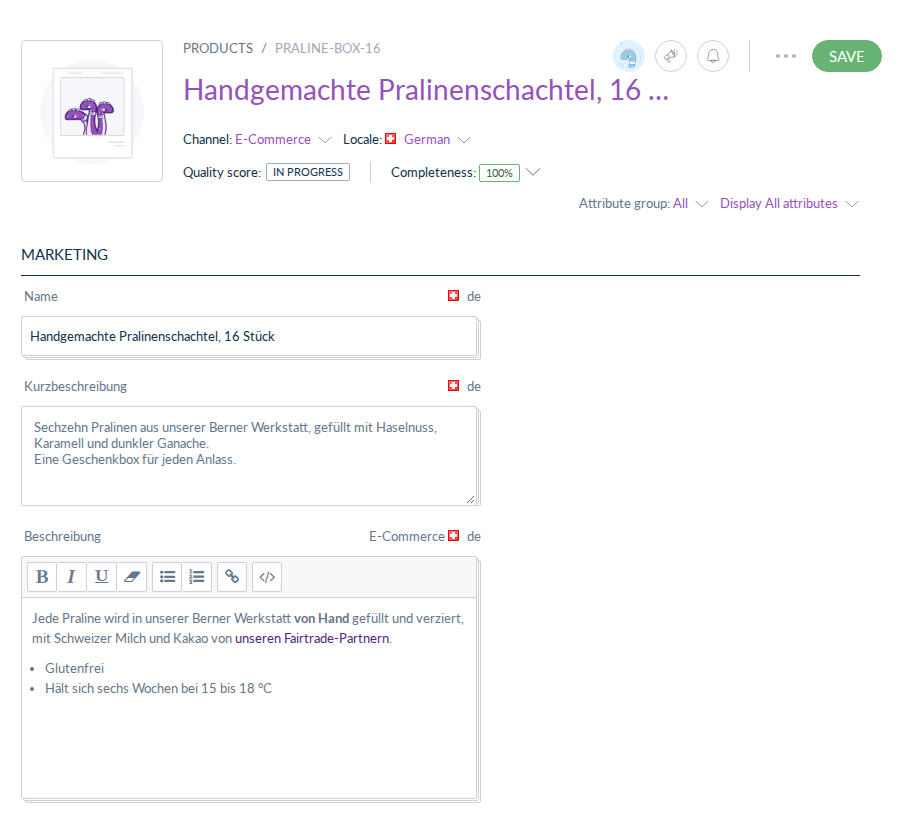 PRODUCTS / PRALINE-BOX-16
SAVE
Handgemachte Pralinenschachtel, 16 ...
Channel: E-Commerce Locale: German
Quality score: IN PROGRESS Completeness: 100%
Attribute group: All Display All attributes
MARKETING
Name de
Handgemachte Pralinenschachtel, 16 Stück
Kurzbeschreibung de
Sechzehn Pralinen aus unserer Berner Werkstatt, gefüllt mit Haselnuss,
Karamell und dunkler Ganache.
Eine Geschenkbox für jeden Anlass.
Beschreibung E-Commerce de
B I U </>
Jede Praline wird in unserer Berner Werkstatt von Hand gefüllt und verziert,
mit Schweizer Milch und Kakao von unseren Fairtrade-Partnern.
• Glutenfrei
• Hält sich sechs Wochen bei 15 bis 18 °C